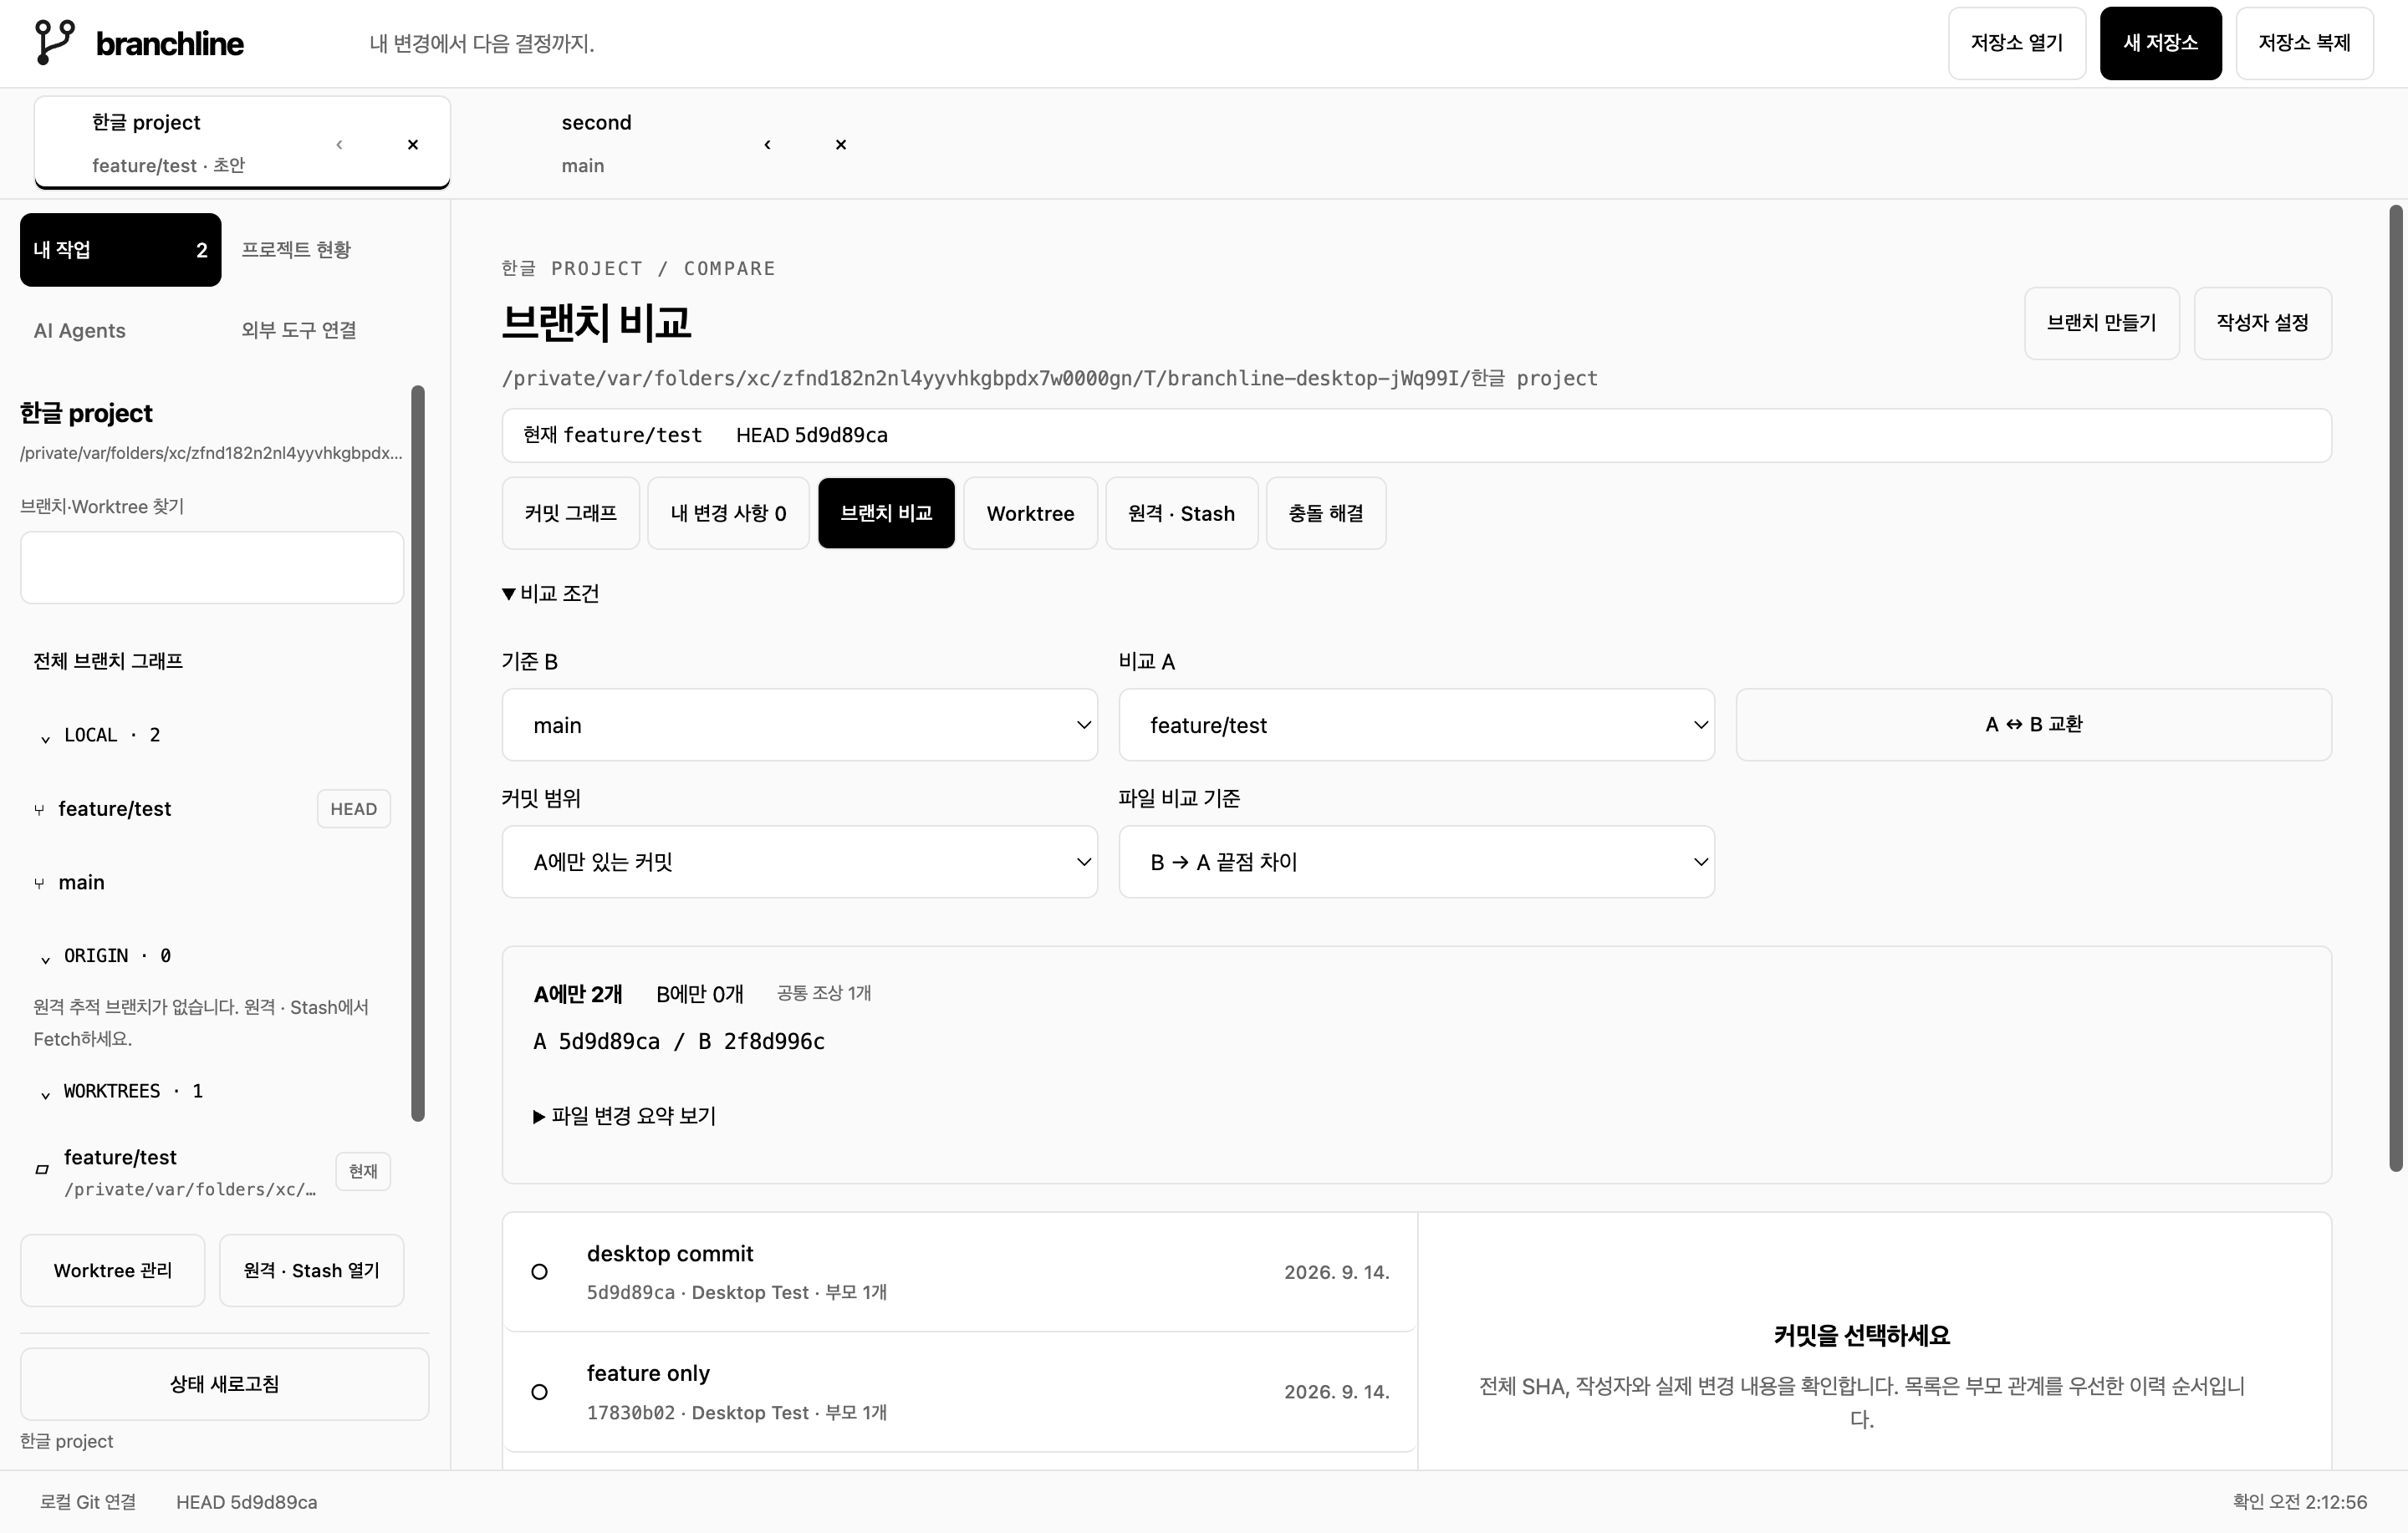 branchline
내 변경에서 다음 결정까지.
저장소 열기
새 저장소
저장소 복제
한글 project
feature/test · 초안
second
main
내 작업 2
프로젝트 현황
AI Agents
외부 도구 연결
한글 project
/private/var/folders/xc/zfnd182n2nl4yyvhkgbpdx...
브랜치·Worktree 찾기
전체 브랜치 그래프
LOCAL · 2
feature/test HEAD
main
ORIGIN · 0
원격 추적 브랜치가 없습니다. 원격 · Stash에서
Fetch하세요.
WORKTREES · 1
feature/test
/private/var/folders/xc/…
현재
Worktree 관리
원격 · Stash 열기
상태 새로고침
한글 project
한글 PROJECT / COMPARE
브랜치 비교
브랜치 만들기
작성자 설정
/private/var/folders/xc/zfnd182n2nl4yyvhkgbpdx7w0000gn/T/branchline-desktop-jWq99I/한글 project
현재 feature/test HEAD 5d9d89ca
커밋 그래프
내 변경 사항 0
브랜치 비교
Worktree
원격 · Stash
충돌 해결
▼ 비교 조건
기준 B
main
비교 A
feature/test
A ↔ B 교환
커밋 범위
A에만 있는 커밋
파일 비교 기준
B → A 끝점 차이
A에만 2개 B에만 0개 공통 조상 1개
A 5d9d89ca / B 2f8d996c
▶ 파일 변경 요약 보기
desktop commit
5d9d89ca · Desktop Test · 부모 1개
2026. 9. 14.
feature only
17830b02 · Desktop Test · 부모 1개
2026. 9. 14.
커밋을 선택하세요
전체 SHA, 작성자와 실제 변경 내용을 확인합니다. 목록은 부모 관계를 우선한 이력 순서입니
다.
로컬 Git 연결
HEAD 5d9d89ca
확인 오전 2:12:56